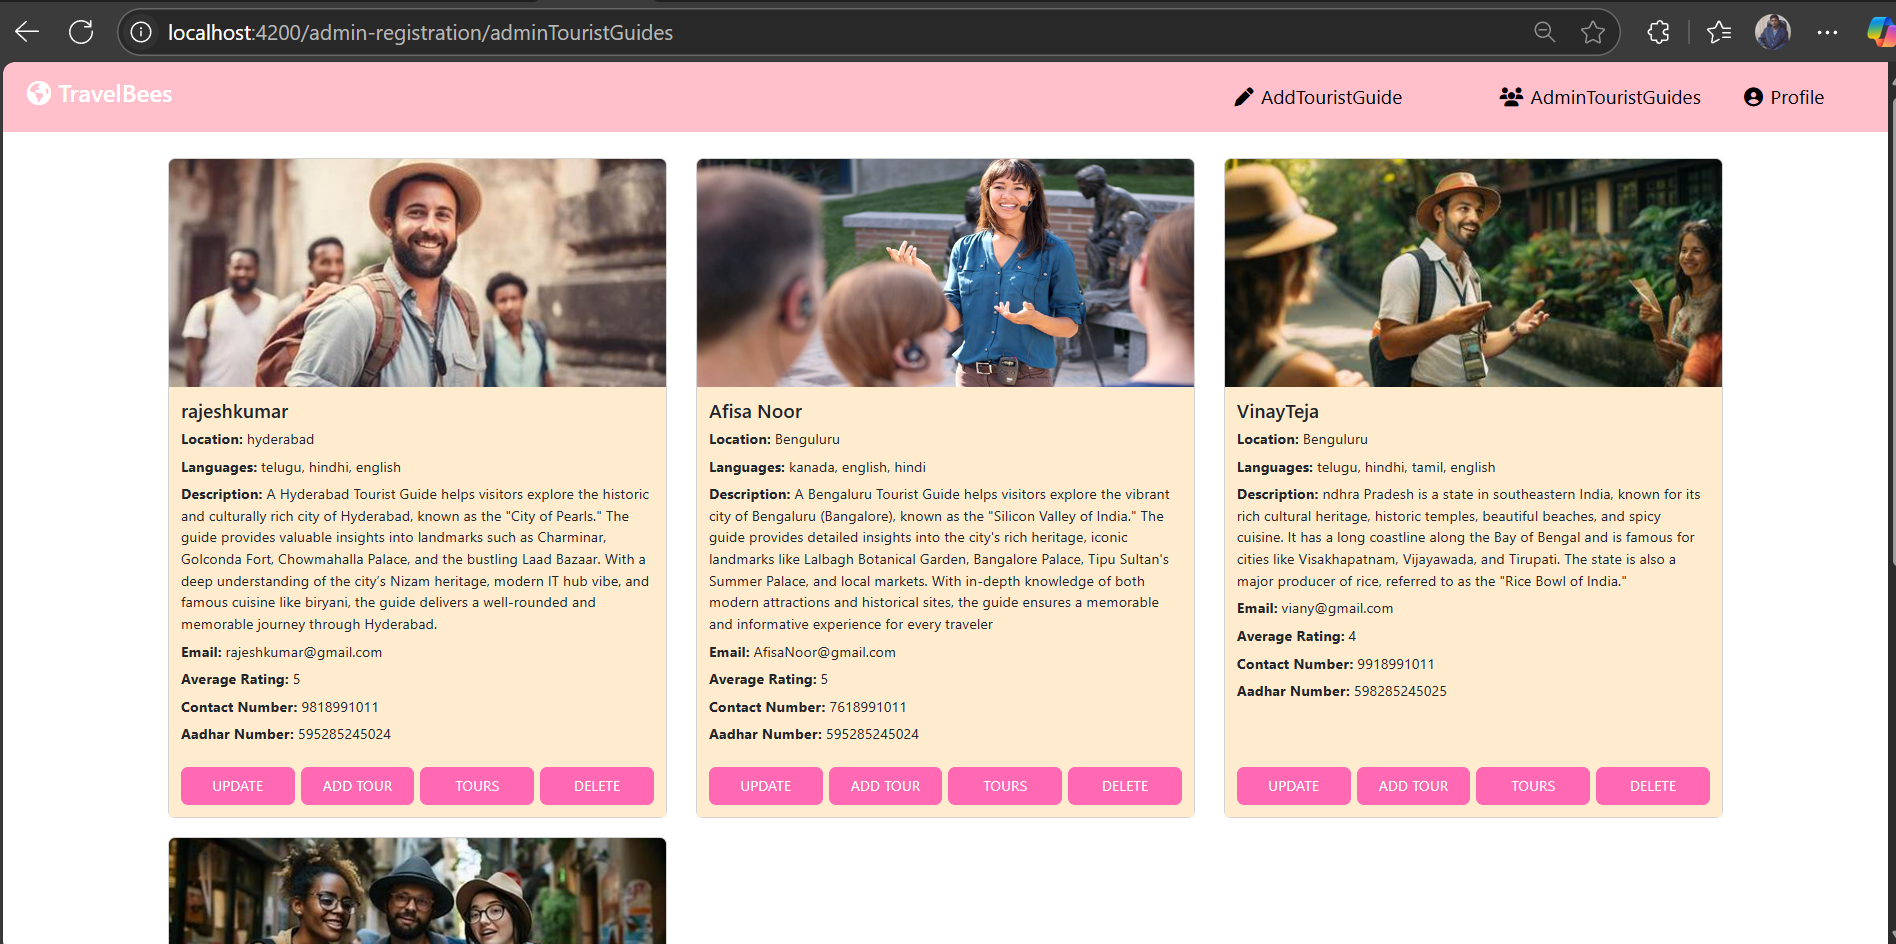 localhost:4200/admin-registration/adminTouristGuides
TravelBees
AddTouristGuide
AdminTouristGuides
Profile
rajeshkumar
Location: hyderabad
Languages: telugu, hindhi, english
Description: A Hyderabad Tourist Guide helps visitors explore the historic
and culturally rich city of Hyderabad, known as the "City of Pearls." The
guide provides valuable insights into landmarks such as Charminar,
Golconda Fort, Chowmahalla Palace, and the bustling Laad Bazaar. With a
deep understanding of the city’s Nizam heritage, modern IT hub vibe, and
famous cuisine like biryani, the guide delivers a well-rounded and
memorable journey through Hyderabad.
Email: rajeshkumar@gmail.com
Average Rating: 5
Contact Number: 9818991011
Aadhar Number: 595285245024
UPDATE
ADD TOUR
TOURS
DELETE
Afisa Noor
Location: Benguluru
Languages: kanada, english, hindi
Description: A Bengaluru Tourist Guide helps visitors explore the vibrant
city of Bengaluru (Bangalore), known as the "Silicon Valley of India." The
guide provides detailed insights into the city's rich heritage, iconic
landmarks like Lalbagh Botanical Garden, Bangalore Palace, Tipu Sultan's
Summer Palace, and local markets. With in-depth knowledge of both
modern attractions and historical sites, the guide ensures a memorable
and informative experience for every traveler
Email: AfisaNoor@gmail.com
Average Rating: 5
Contact Number: 7618991011
Aadhar Number: 595285245024
UPDATE
ADD TOUR
TOURS
DELETE
VinayTeja
Location: Benguluru
Languages: telugu, hindhi, tamil, english
Description: ndhra Pradesh is a state in southeastern India, known for its
rich cultural heritage, historic temples, beautiful beaches, and spicy
cuisine. It has a long coastline along the Bay of Bengal and is famous for
cities like Visakhapatnam, Vijayawada, and Tirupati. The state is also a
major producer of rice, referred to as the "Rice Bowl of India."
Email: viany@gmail.com
Average Rating: 4
Contact Number: 9918991011
Aadhar Number: 598285245025
UPDATE
ADD TOUR
TOURS
DELETE